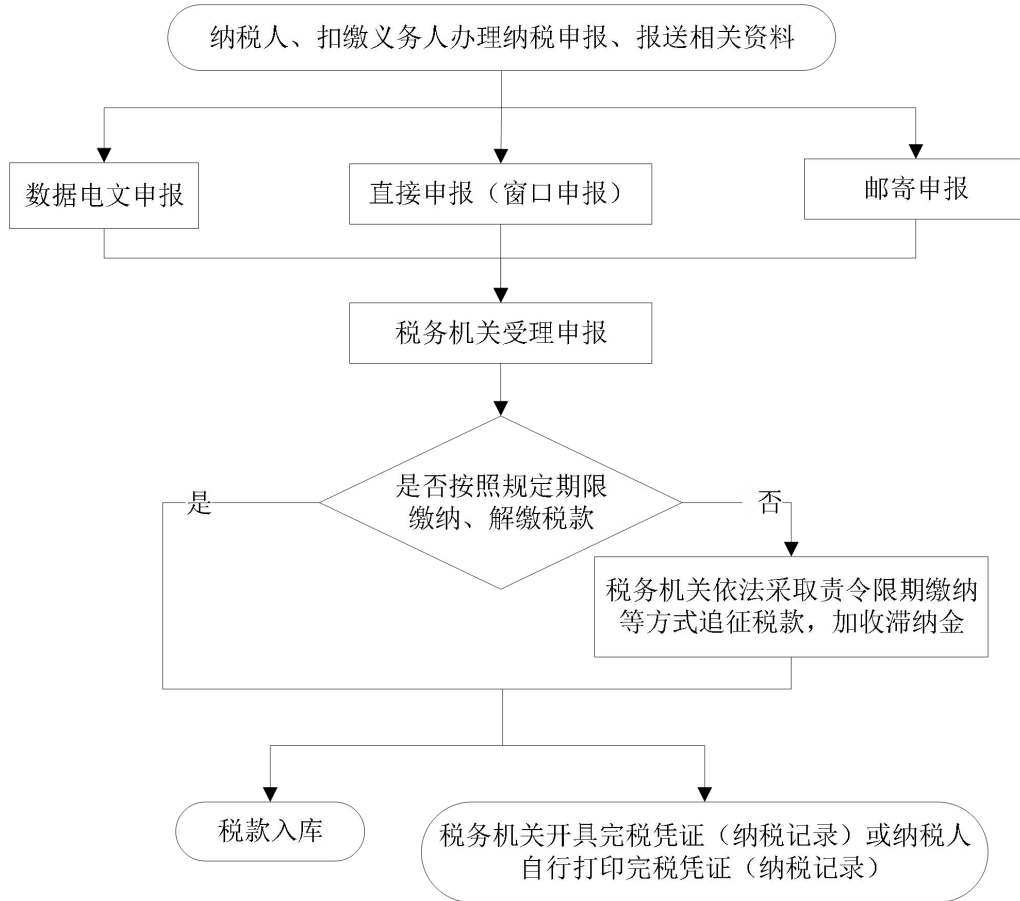 纳税人、扣缴义务人办理纳税申报、报送相关资料
数据电文申报
直接申报（窗口申报）
邮寄申报
税务机关受理申报
是否按照规定期限
缴纳、解缴税款
是
否
税务机关依法采取责令限期缴纳
等方式追征税款，加收滞纳金
税款入库
税务机关开具完税凭证（纳税记录）或纳税人
自行打印完税凭证（纳税记录）